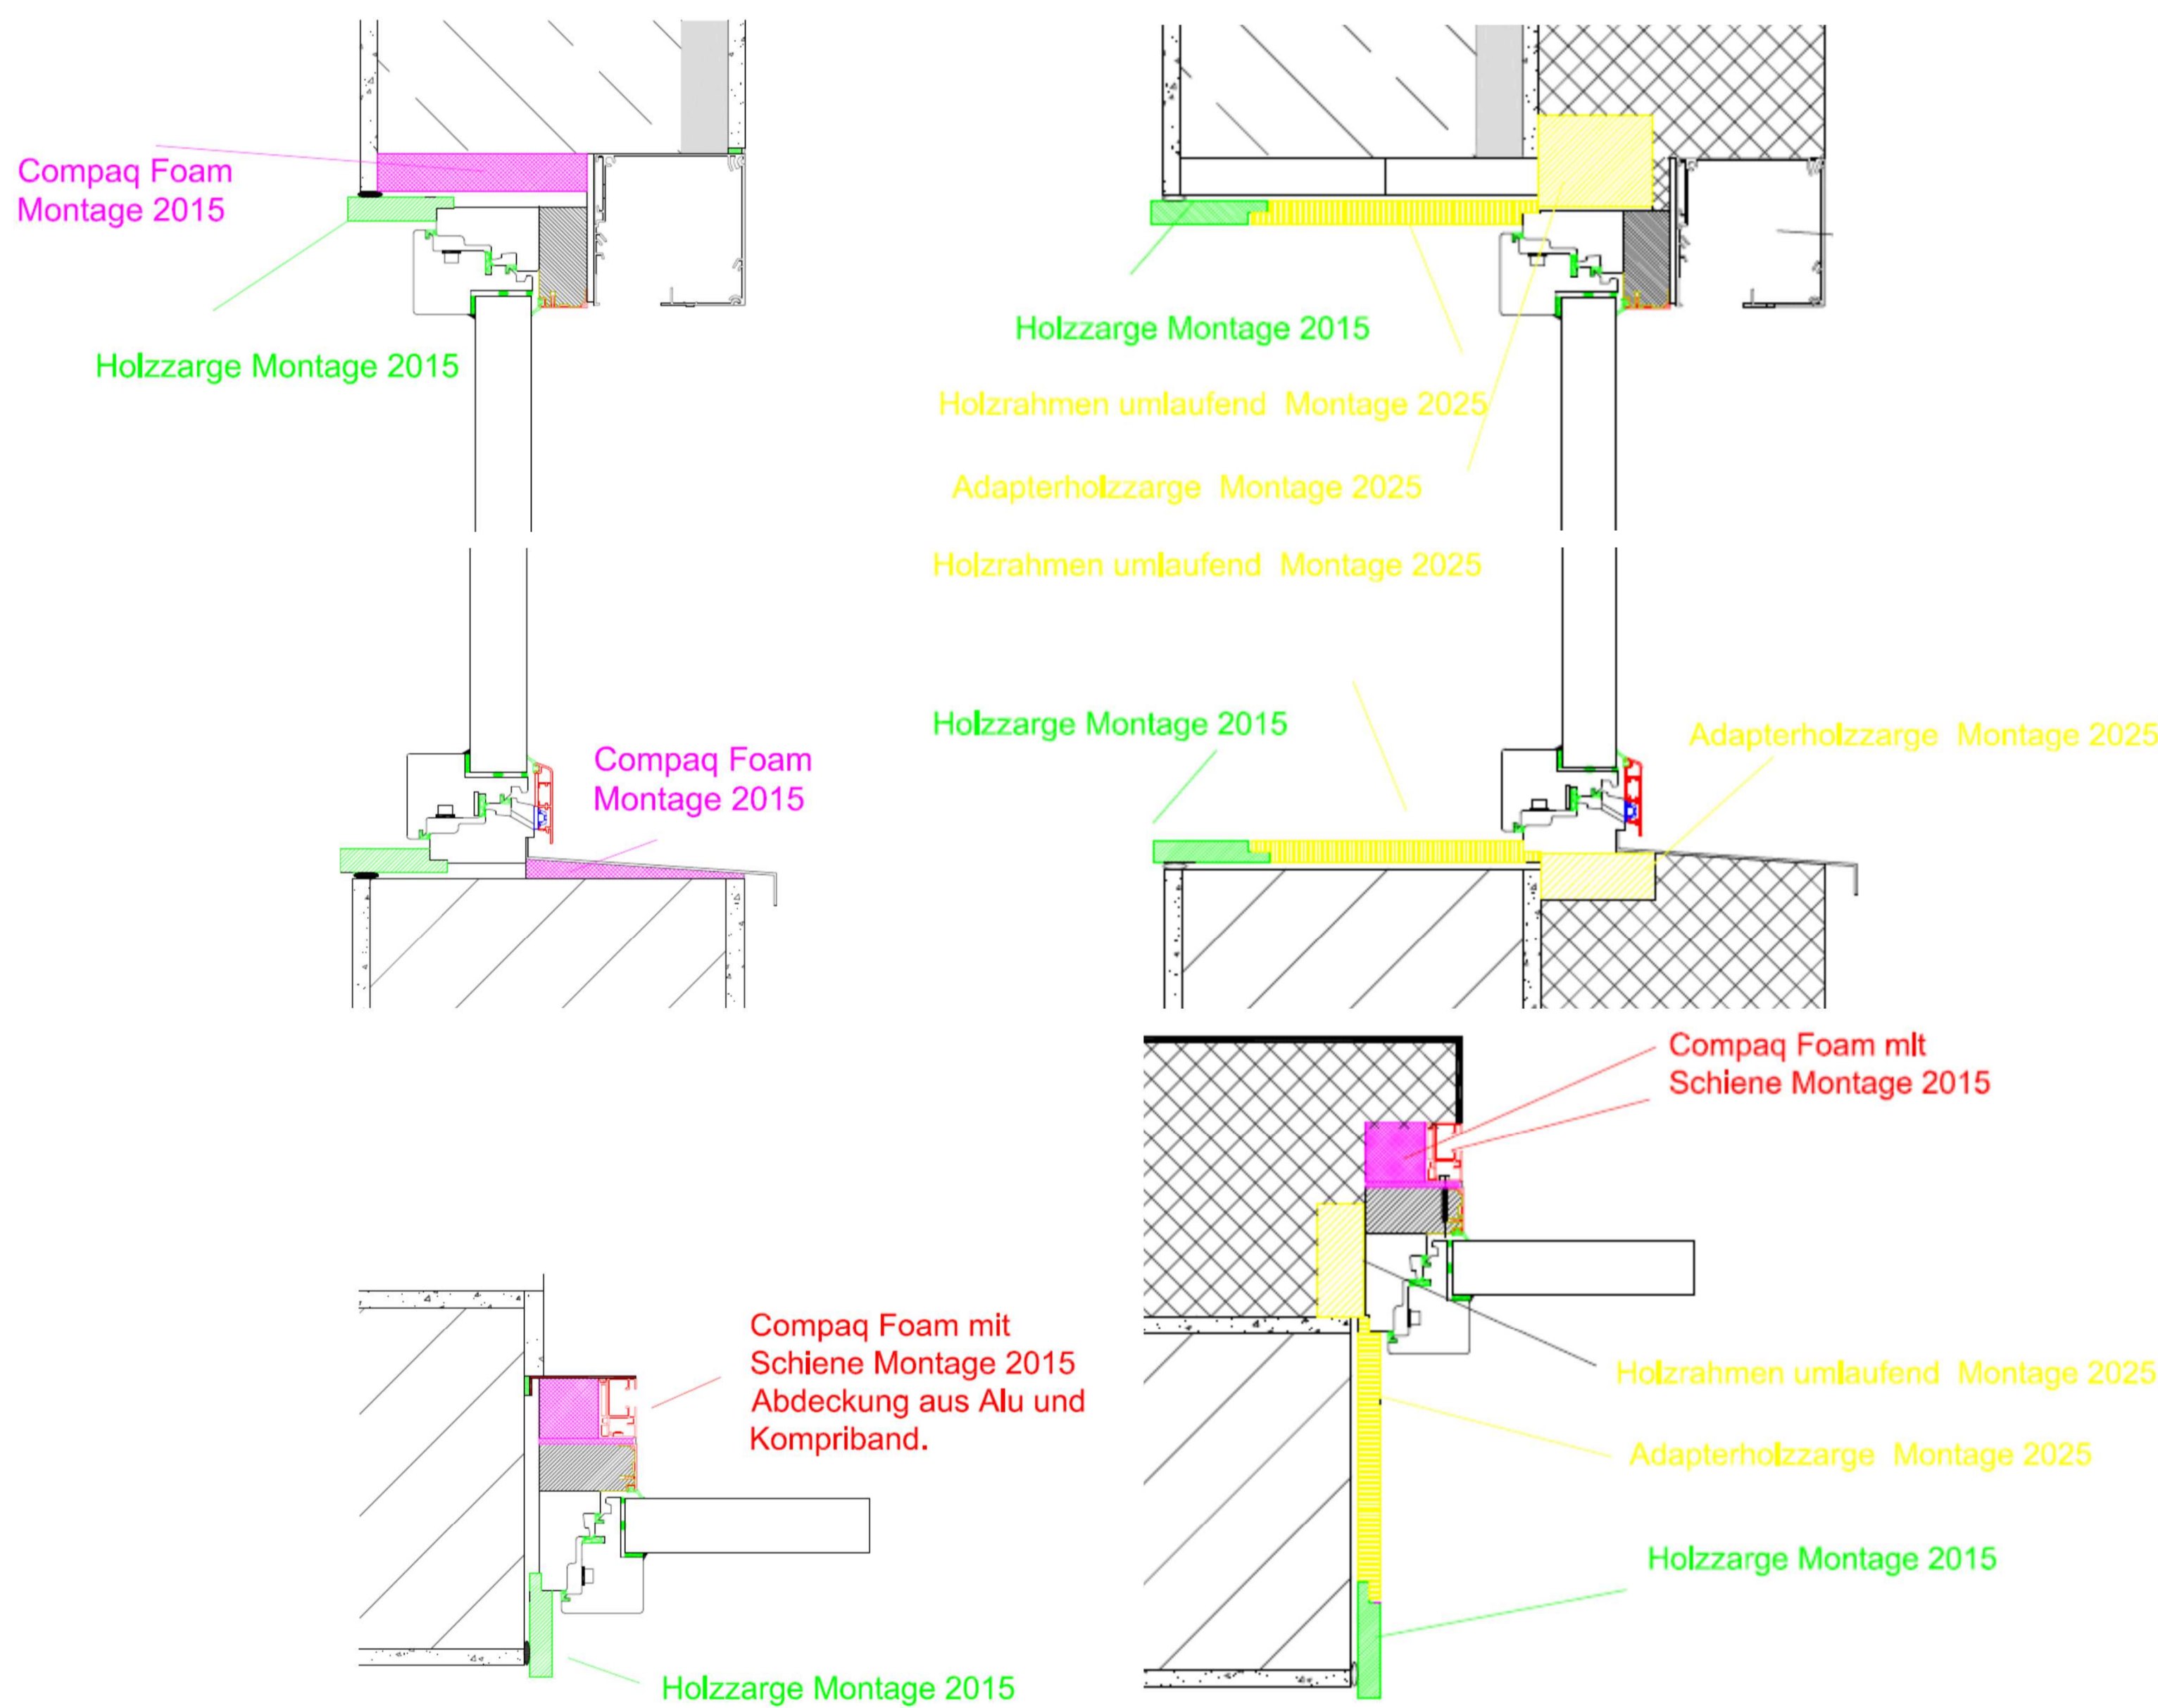 Compaq Foam
Montage 2015
Holzzarge Montage 2015
Compaq Foam
Montage 2015
Holzzarge Montage 2015
Holzrahmen umlaufend Montage 2025
Adapterholzzarge Montage 2025
Holzrahmen umlaufend Montage 2025
Holzzarge Montage 2015
Adapterholzzarge Montage 2025
Compaq Foam mit
Schiene Montage 2015
Abdeckung aus Alu und
Kompriband.
Holzzarge Montage 2015
Compaq Foam mit
Schiene Montage 2015
Holzrahmen umlaufend Montage 2025
Adapterholzzarge Montage 2025
Holzzarge Montage 2015